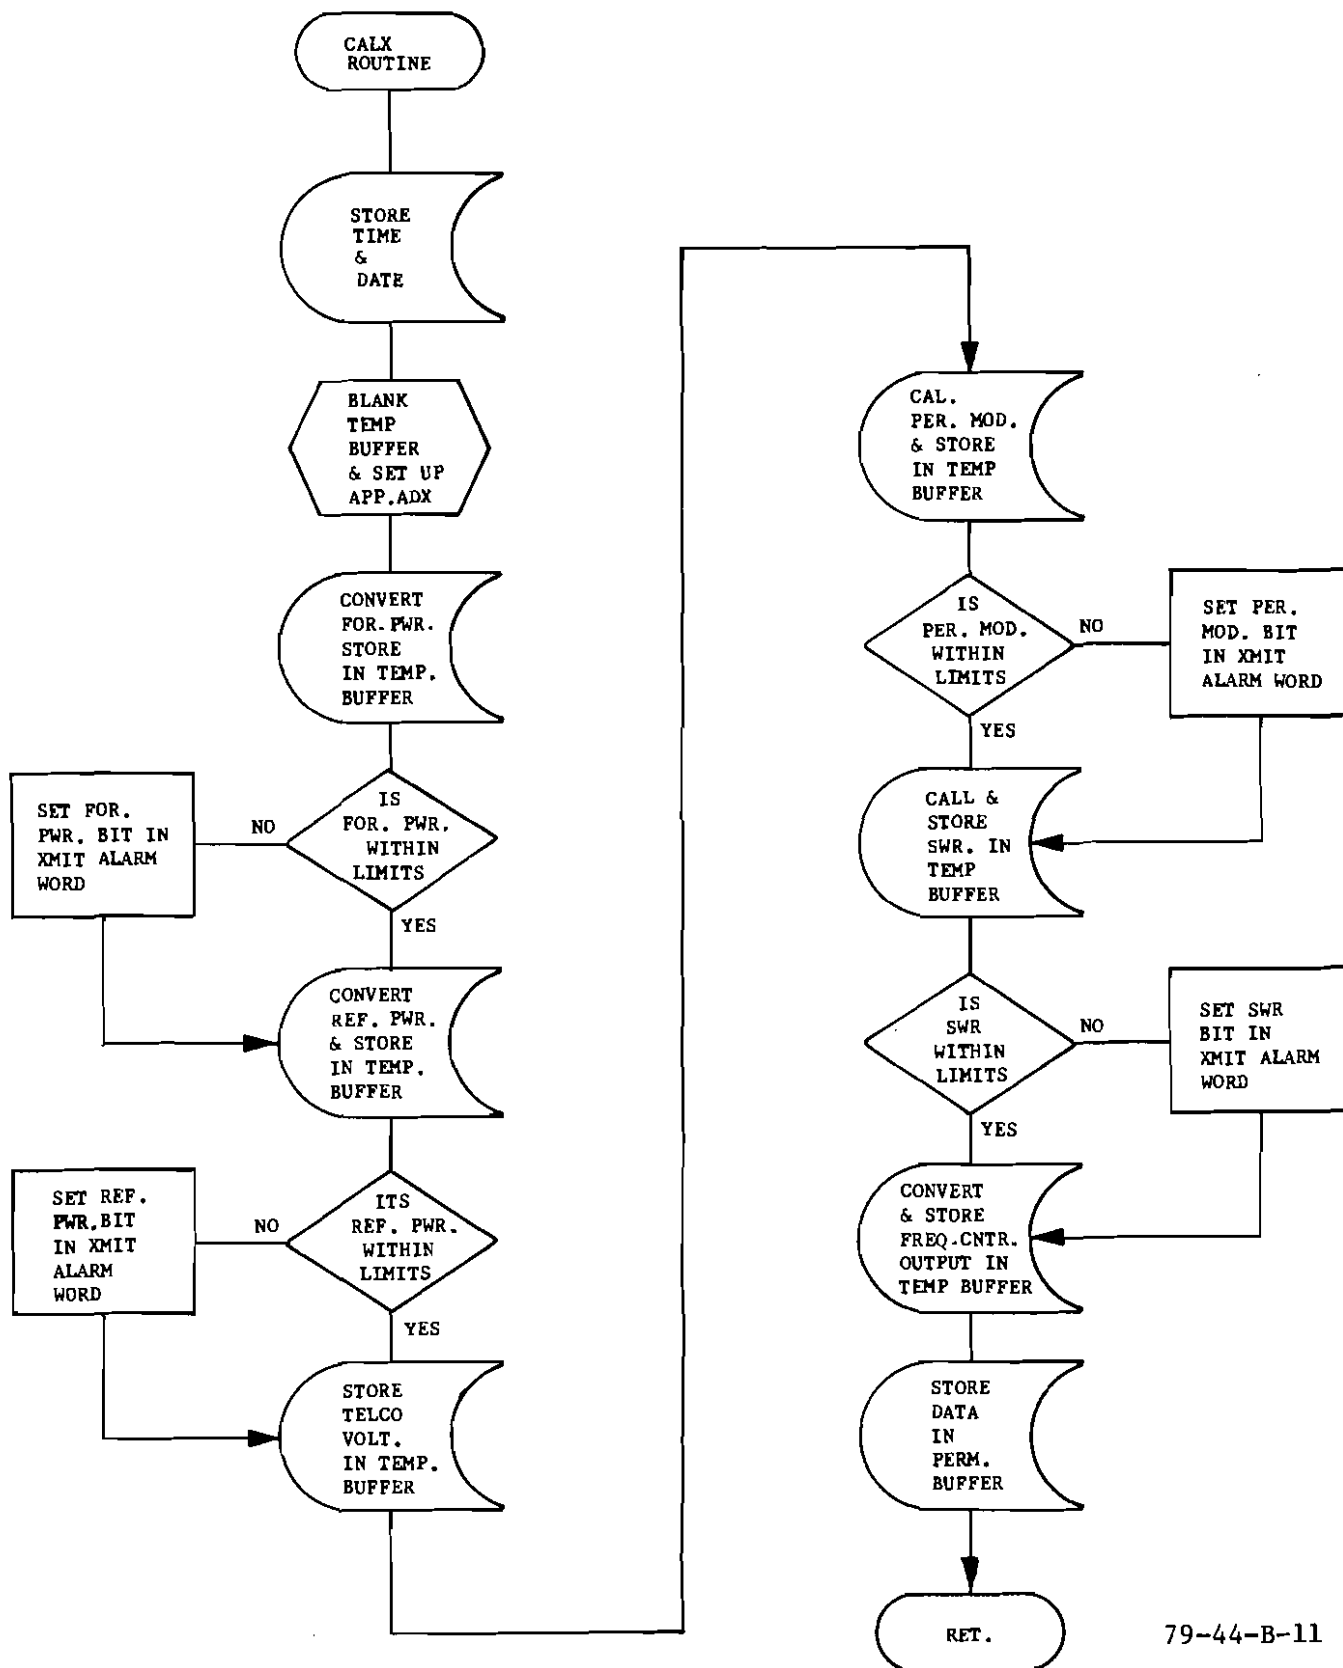 CALX
ROUTINE
STORE
TIME
&
DATE
BLANK
TEMP
BUFFER
& SET UP
APP.ADX
CONVERT
FOR.PWR.
STORE
IN TEMP.
BUFFER
IS
FOR. PWR.
WITHIN
LIMITS
NO
SET FOR.
PWR. BIT IN
XMIT ALARM
WORD
YES
CONVERT
REF. PWR.
& STORE
IN TEMP.
BUFFER
ITS
REF. PWR.
WITHIN
LIMITS
NO
SET REF.
PWR.BIT
IN XMIT
ALARM
WORD
YES
STORE
TELCO
VOLT.
IN TEMP.
BUFFER
CAL.
PER. MOD.
& STORE
IN TEMP
BUFFER
IS
PER. MOD.
WITHIN
LIMITS
NO
SET PER.
MOD. BIT
IN XMIT
ALARM WORD
YES
CALL &
STORE
SWR. IN
TEMP
BUFFER
IS
SWR
WITHIN
LIMITS
NO
SET SWR
BIT IN
XMIT ALARM
WORD
YES
CONVERT
& STORE
FREQ.CNTR.
OUTPUT IN
TEMP BUFFER
STORE
DATA
IN
PERM.
BUFFER
RET.
79-44-B-11